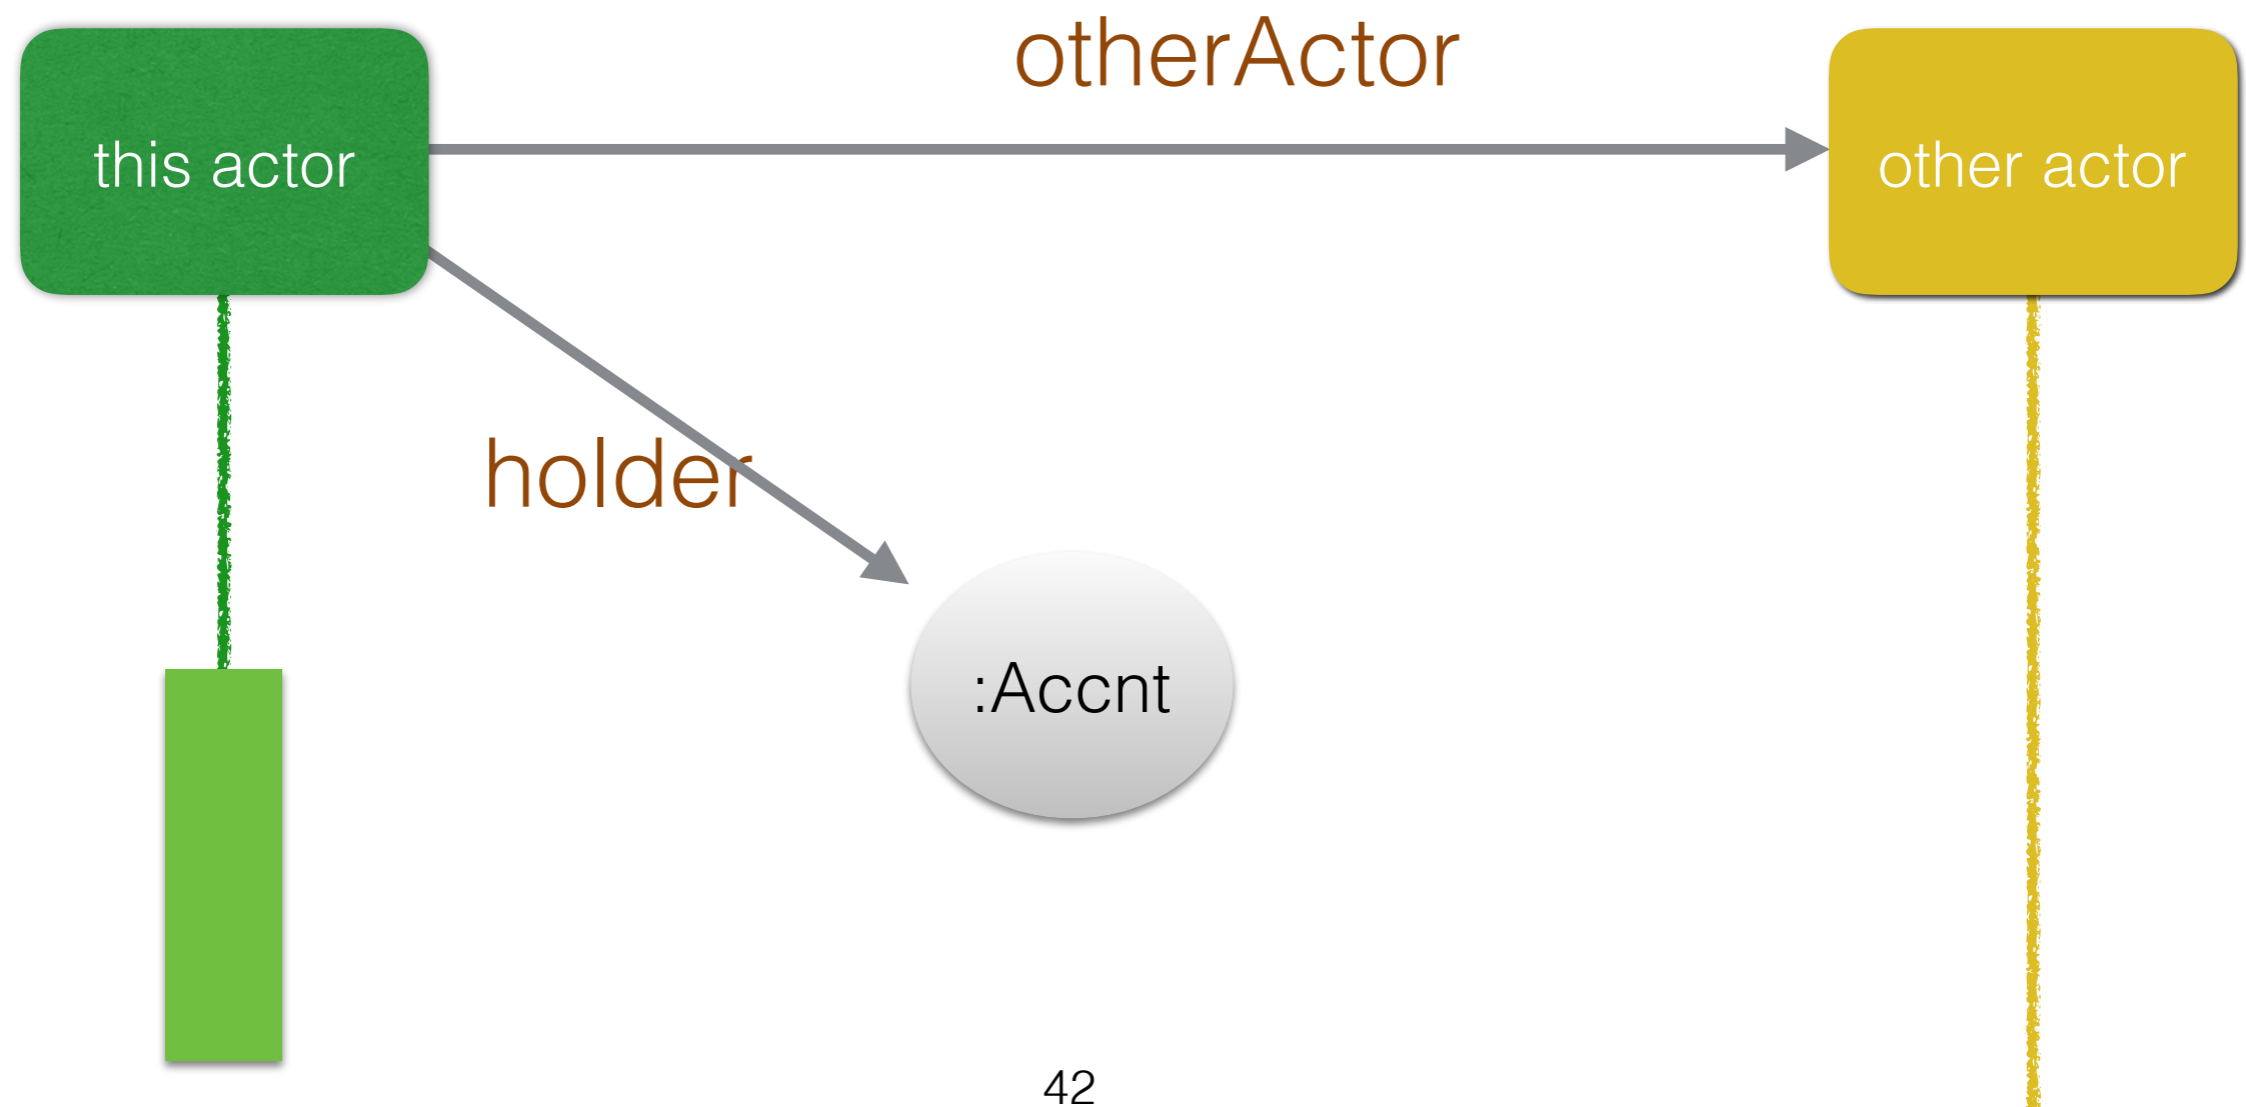 otherActor
this actor
other actor
holder
:Accnt
42